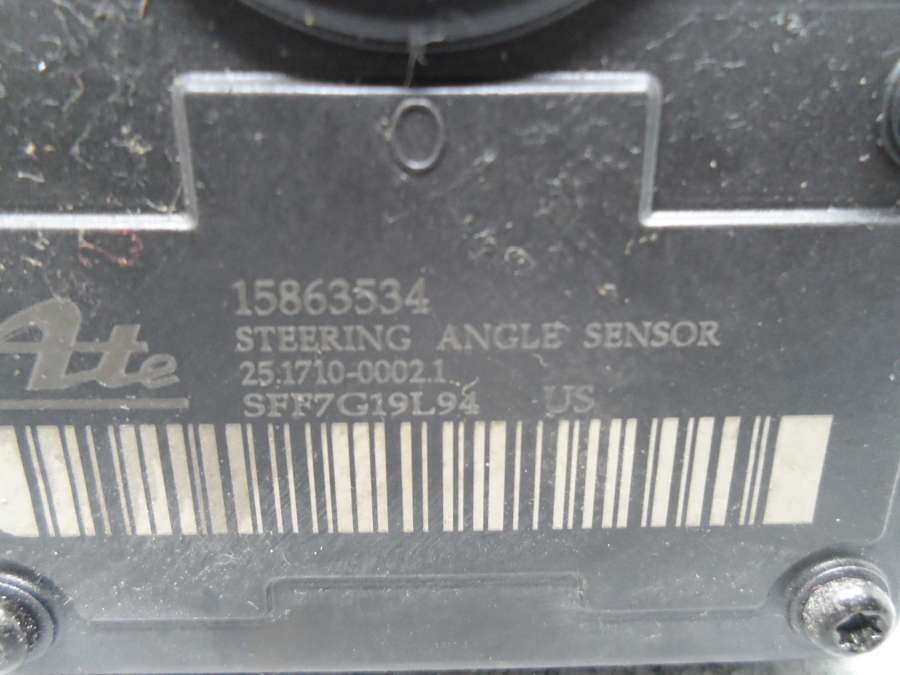 O
15863534
STEERING ANGLE SENSOR
Ate
25.1710-0002.1
SFF7G19L94 US